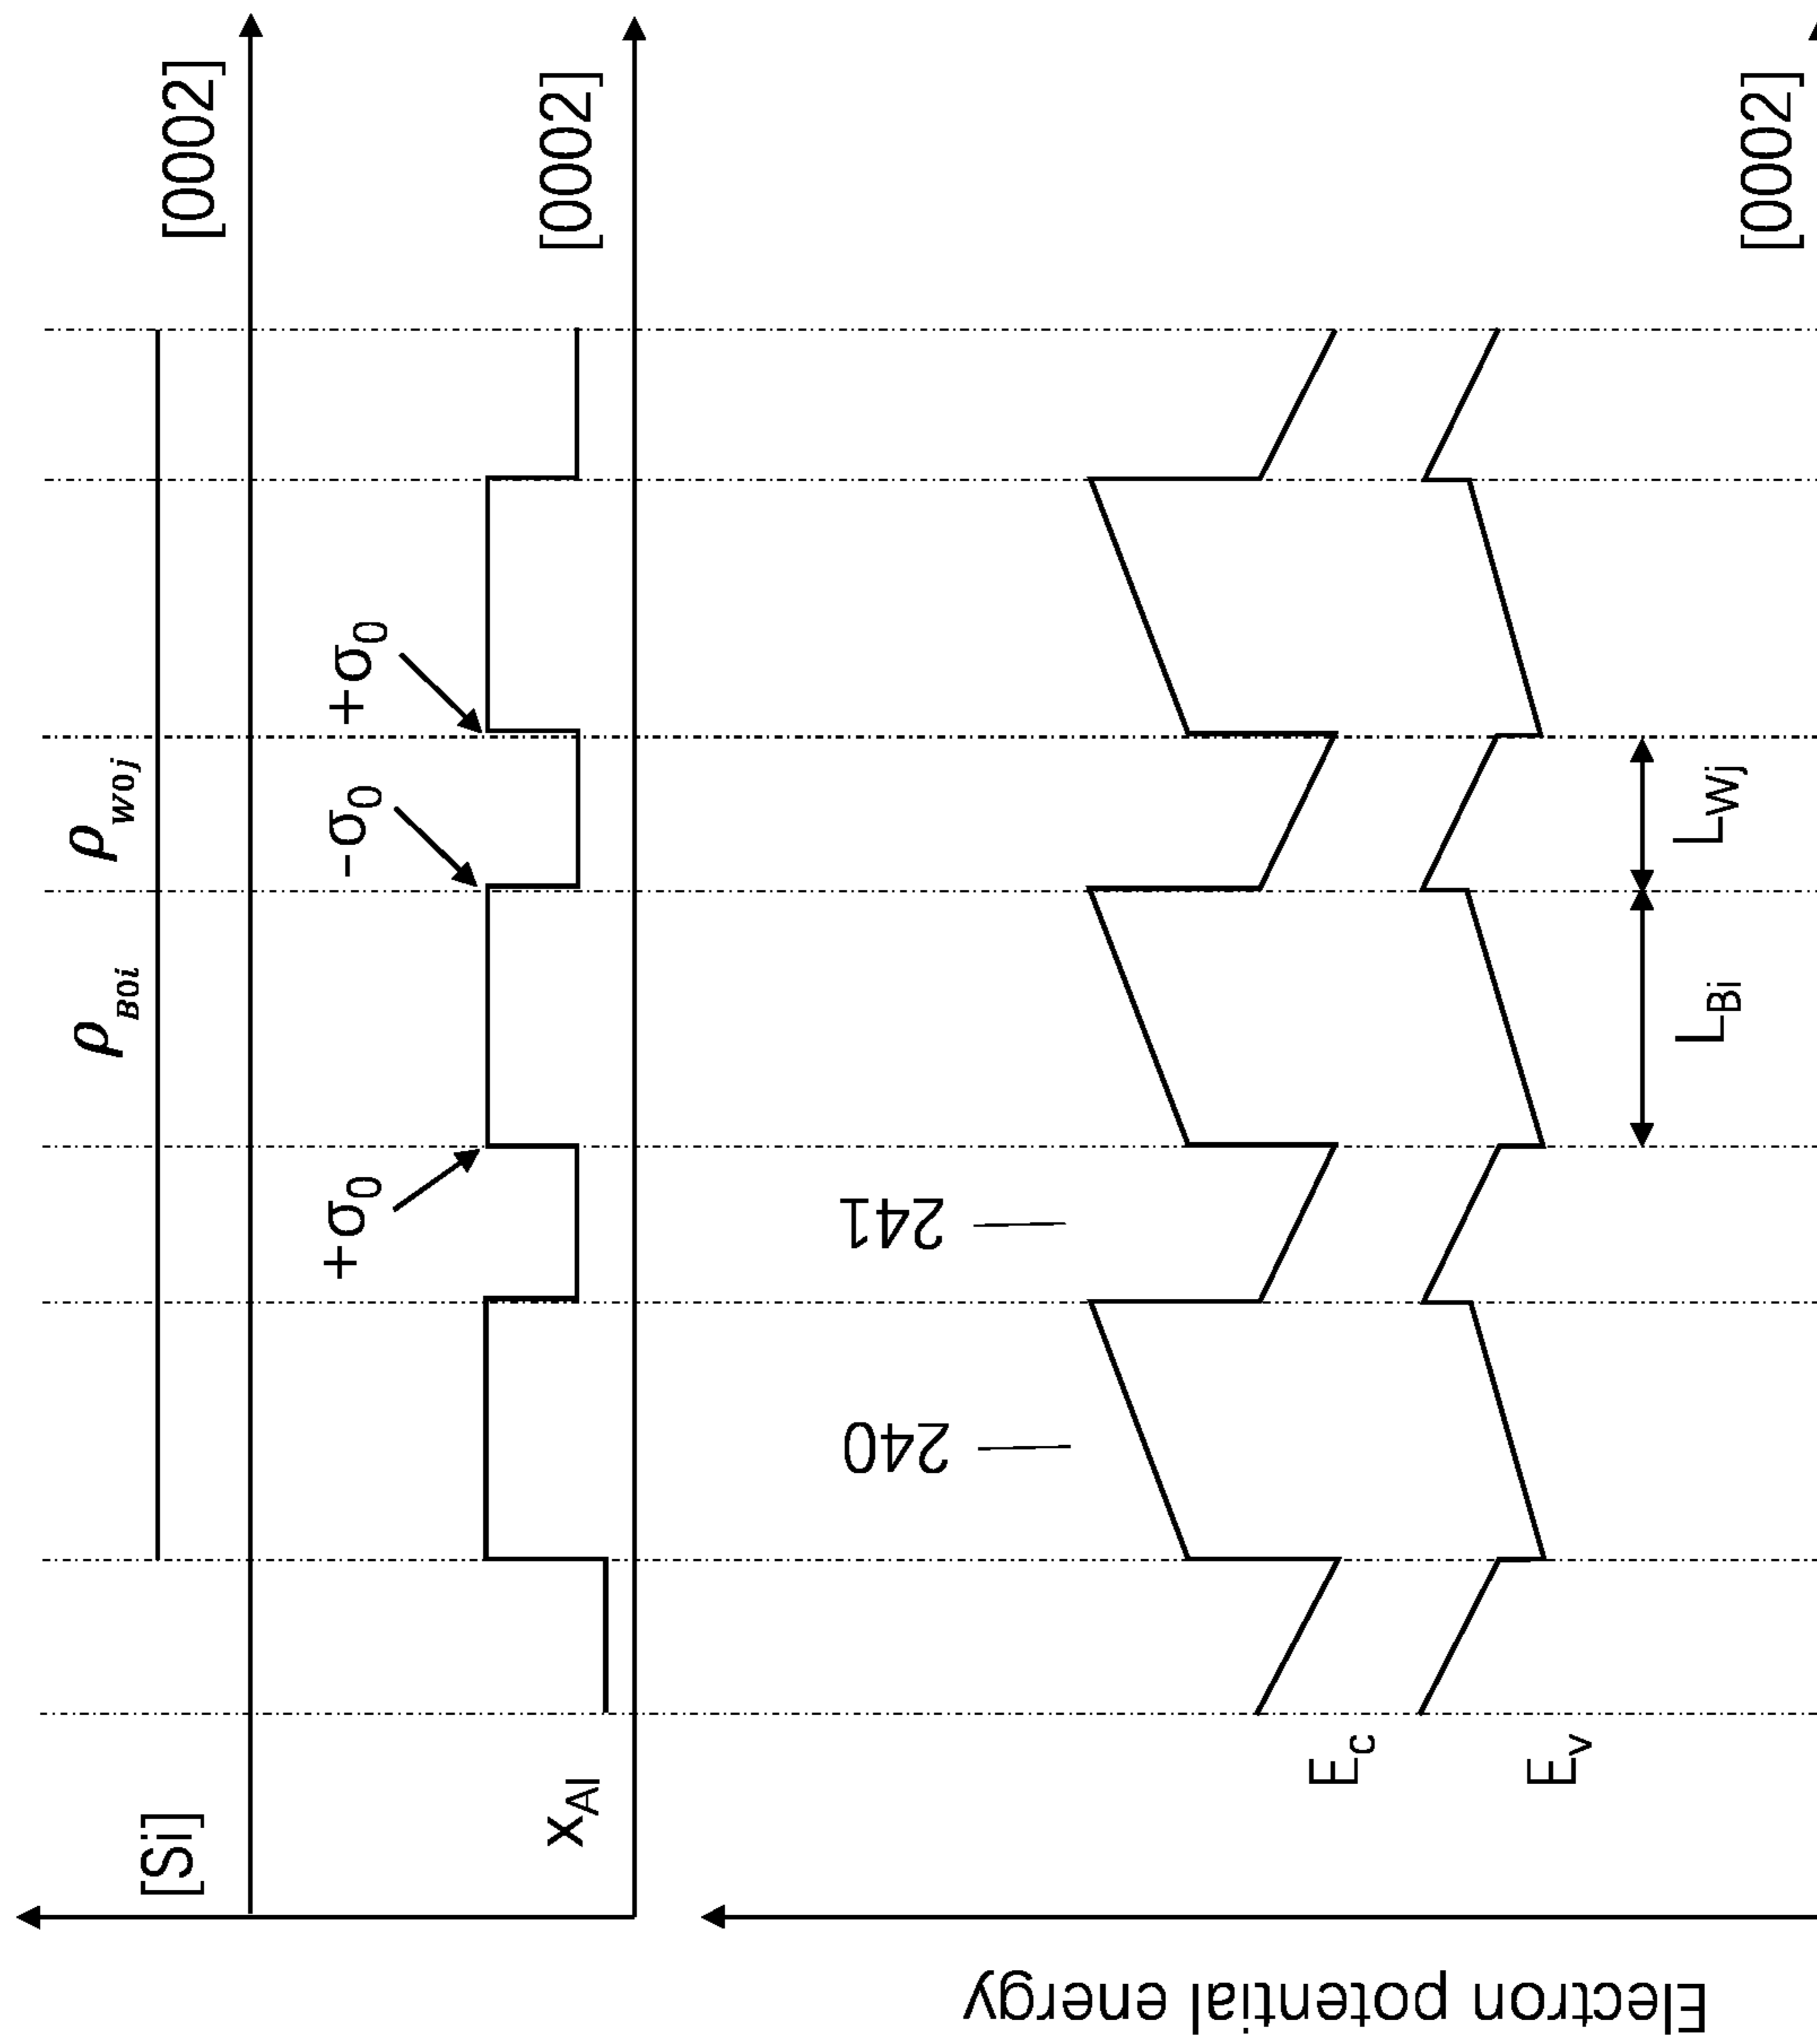 [Si]
ρB0i
ρW0j
[0002]
xAl
+σ0
-σ0
+σ0
[0002]
Electron potential energy
240
241
Ec
Ev
LBi
LWj
[0002]